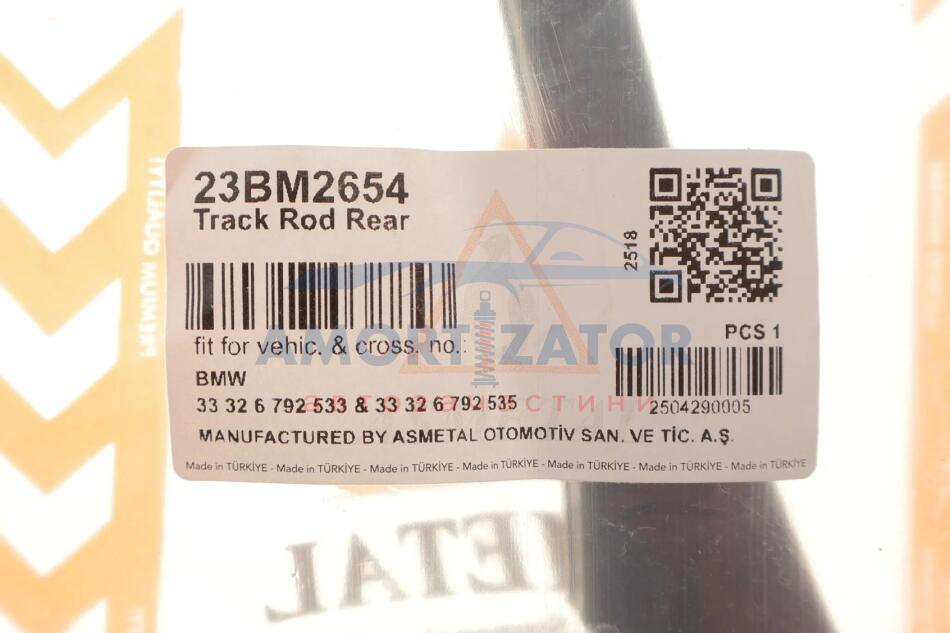 23BM2654
Track Rod Rear
2518
AMORTIZATOR
автозапчастини
fit for vehic. & cross. no.:
PCS 1
BMW
33 32 6 792 533 & 33 32 6 792 535
2504290005
MANUFACTURED BY ASMETAL OTOMOTİV SAN. VE TİC. A.Ş.
Made in TÜRKİYE - Made in TÜRKİYE - Made in TÜRKİYE - Made in TÜRKİYE - Made in TÜRKİYE - Made in TÜRKİYE - Made in TÜRKİYE
METAL